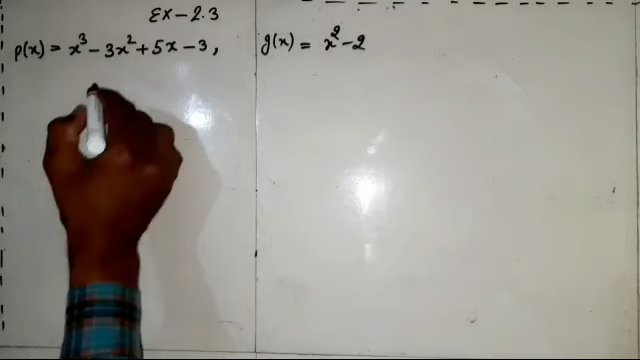 Ex-2.3
p(x) = x³ - 3x² + 5x - 3, g(x) = x² - 2